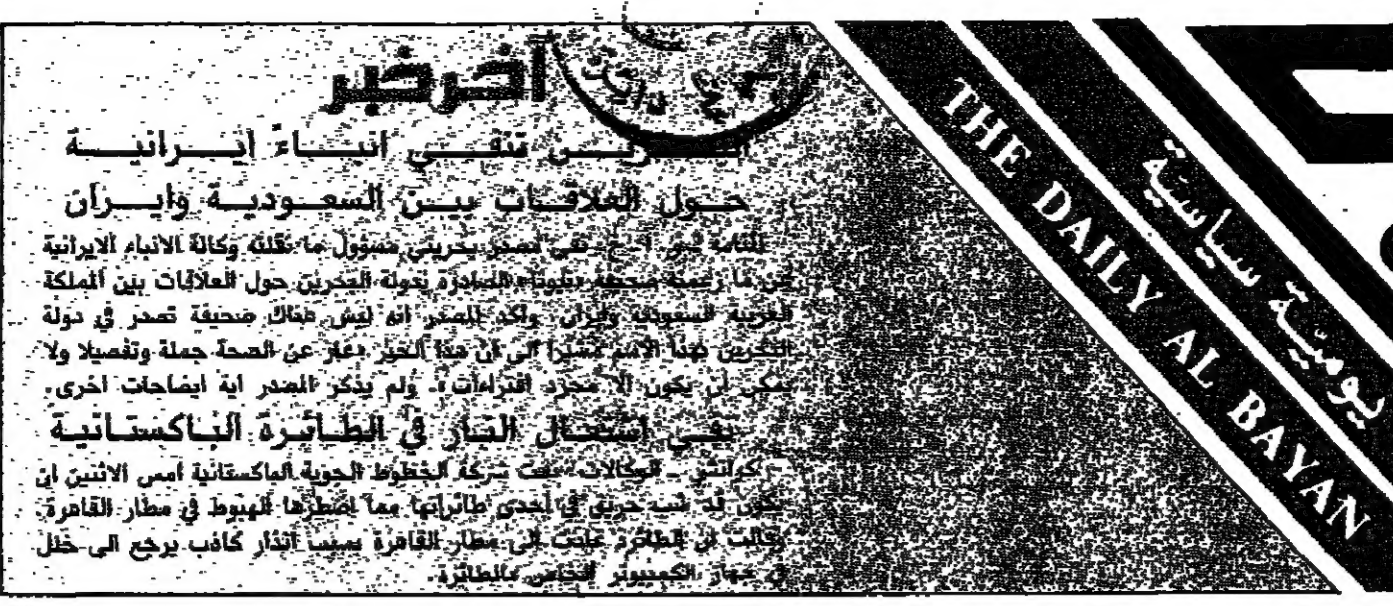 آخر خبر
البحرين تنفي انباء ايرانية
حول العلاقات بين السعودية وايران
المنامة نفى مصدر بحريني مسؤول ما نقلته وكالة الانباء الايرانية
عن ما زعمته صحيفة الصادرة بدولة البحرين حول العلاقات بين المملكة
العربية السعودية وايران. واكد المصدر انه ليس هناك صحيفة تصدر في دولة
البحرين بهذا الاسم مشيرا الى ان هذا الخبر «عار عن الصحة جملة وتفصيلا ولا
يمكن ان يكون الا مجرد افتراءات». ولم يذكر المصدر اية ايضاحات اخرى.
نفي اشتعال النار في الطائرة الباكستانية
كراتشي - الوكالات - نفت شركة الخطوط الجوية الباكستانية امس الاثنين ان
يكون قد شب حريق في احدى طائراتها مما اضطرها الهبوط في مطار القاهرة.
وقالت ان الطائرة عادت الى مطار القاهرة بسبب انذار كاذب يرجع الى خلل
في جهاز الكمبيوتر الخاص بالطائرة.
يومية سياسية
THE DAILY AL BAYAN